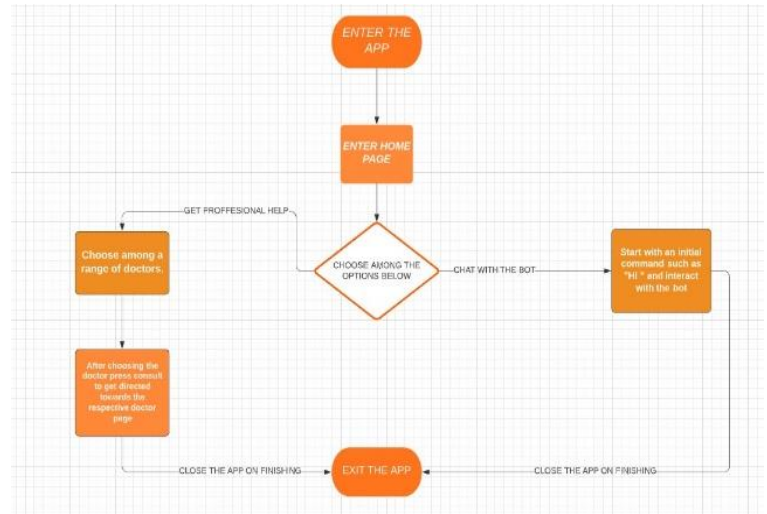 ENTER THE
APP
ENTER HOME
PAGE
GET PROFFESIONAL HELP
Choose among a
range of doctors.
CHOOSE AMONG THE
OPTIONS BELOW
CHAT WITH THE BOT
Start with an initial
command such as
"Hi " and interact
with the bot
After choosing the
doctor press consult
to get directed
towards the
respective doctor
page
CLOSE THE APP ON FINISHING
EXIT THE APP
CLOSE THE APP ON FINISHING